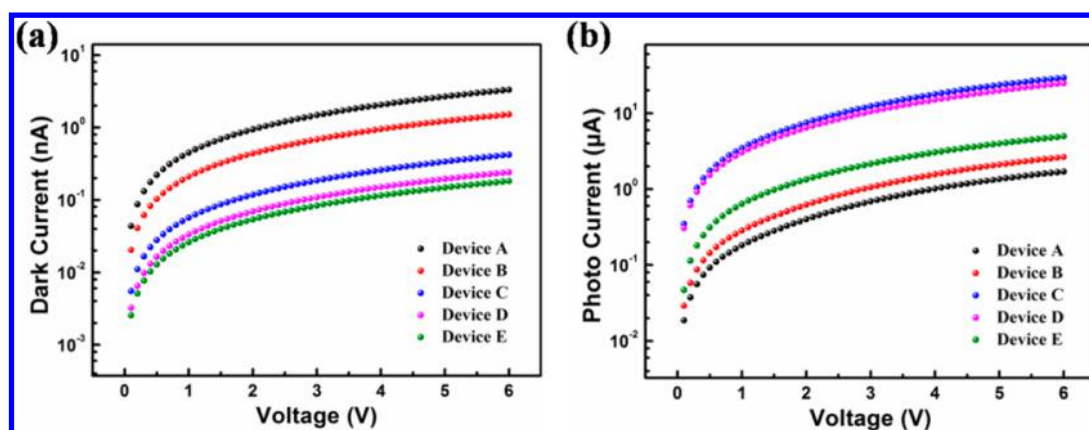 (a)
Dark Current (nA)
10¹
10⁰
10⁻¹
10⁻²
10⁻³
Device A
Device B
Device C
Device D
Device E
0 1 2 3 4 5 6
Voltage (V)
(b)
Photo Current (μA)
10¹
10⁰
10⁻¹
10⁻²
Device A
Device B
Device C
Device D
Device E
0 1 2 3 4 5 6
Voltage (V)